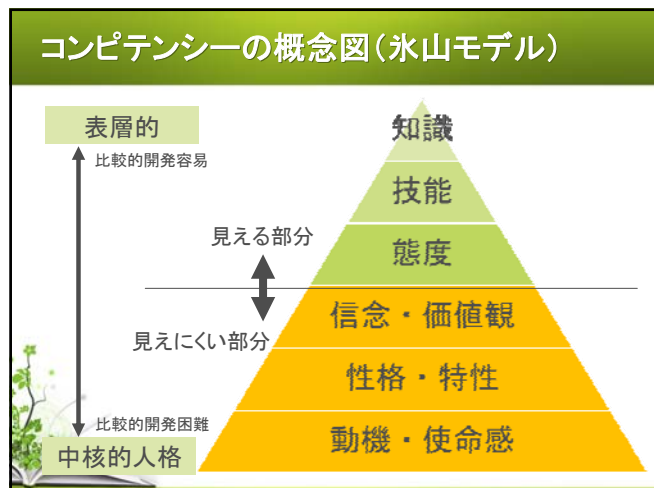 コンピテンシーの概念図(氷山モデル)
表層的
比較的開発容易
知識
技能
見える部分
態度
信念・価値観
見えにくい部分
性格・特性
比較的開発困難
動機・使命感
中核的人格